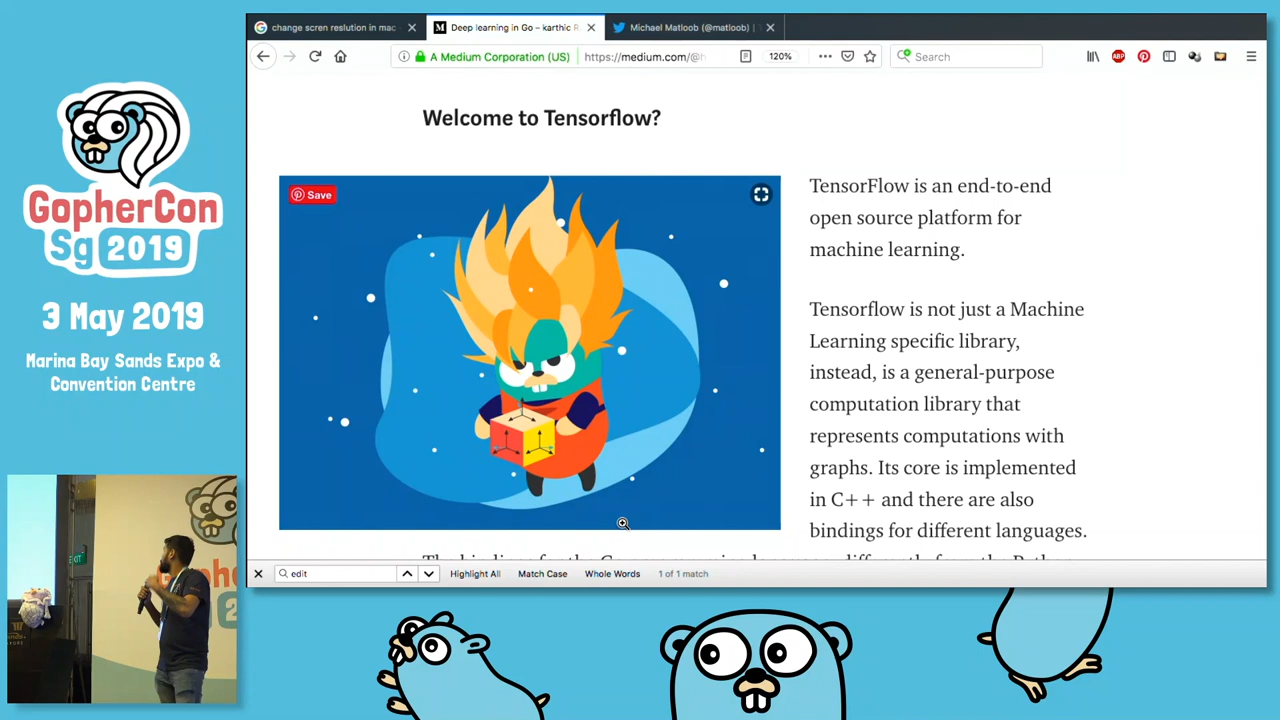 GopherCon
Sg 2019
3 May 2019
Marina Bay Sands Expo &
Convention Centre
change scren reslution in mac
Deep learning in Go – karthic R
Michael Matloob (@matloob) | T
A Medium Corporation (US)
https://medium.com/@h
120%
Search
ABP
Welcome to Tensorflow?
Save
TensorFlow is an end-to-end
open source platform for
machine learning.
Tensorflow is not just a Machine
Learning specific library,
instead, is a general-purpose
computation library that
represents computations with
graphs. Its core is implemented
in C++ and there are also
bindings for different languages.
edit
Highlight All
Match Case
Whole Words
1 of 1 match
EXIT